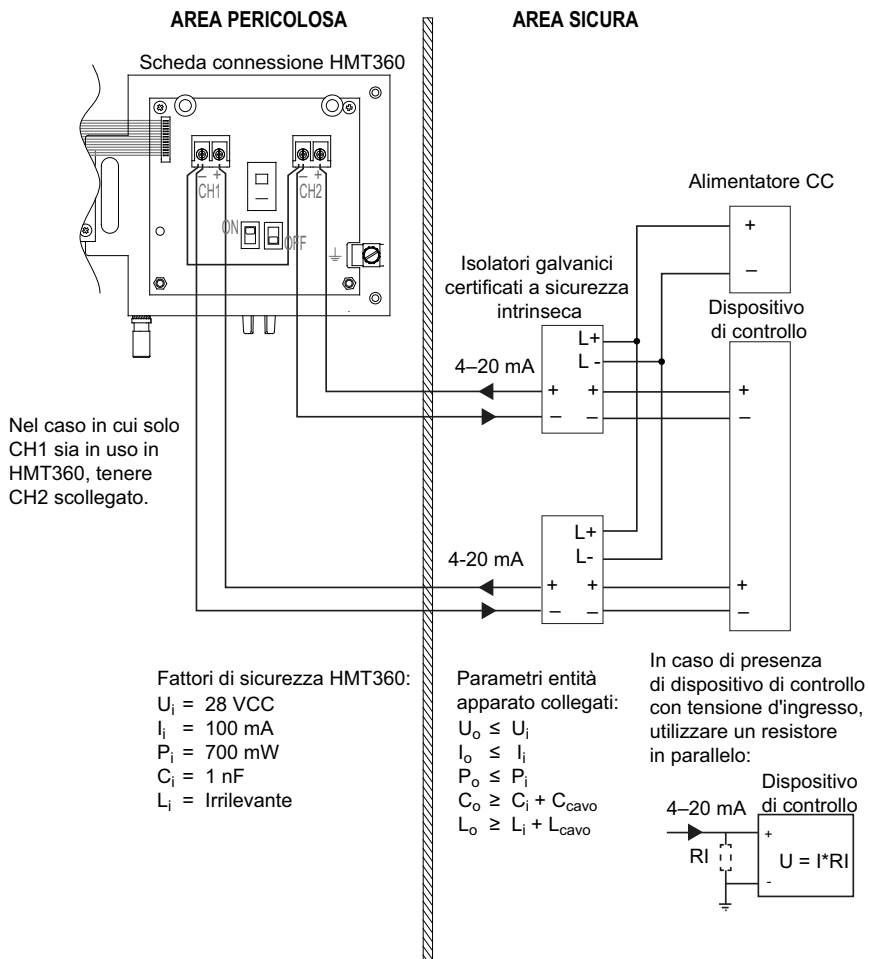 AREA PERICOLOSA
AREA SICURA
Scheda connessione HMT360
– +
CH1
– +
CH2
ON
OFF
Alimentatore CC
+
–
Isolatori galvanici
certificati a sicurezza
intrinseca
Dispositivo
di controllo
L+
L -
4–20 mA
+ +
– –
+
–
Nel caso in cui solo
CH1 sia in uso in
HMT360, tenere
CH2 scollegato.
L+
L-
4-20 mA
+ +
– –
+
–
Fattori di sicurezza HMT360:
Ui = 28 VCC
Ii = 100 mA
Pi = 700 mW
Ci = 1 nF
Li = Irrilevante
Parametri entità
apparato collegati:
Uo ≤ Ui
Io ≤ Ii
Po ≤ Pi
Co ≥ Ci + Ccavo
Lo ≥ Li + Lcavo
In caso di presenza
di dispositivo di controllo
con tensione d'ingresso,
utilizzare un resistore
in parallelo:
Dispositivo
di controllo
4–20 mA
+
RI
U = I*RI
-